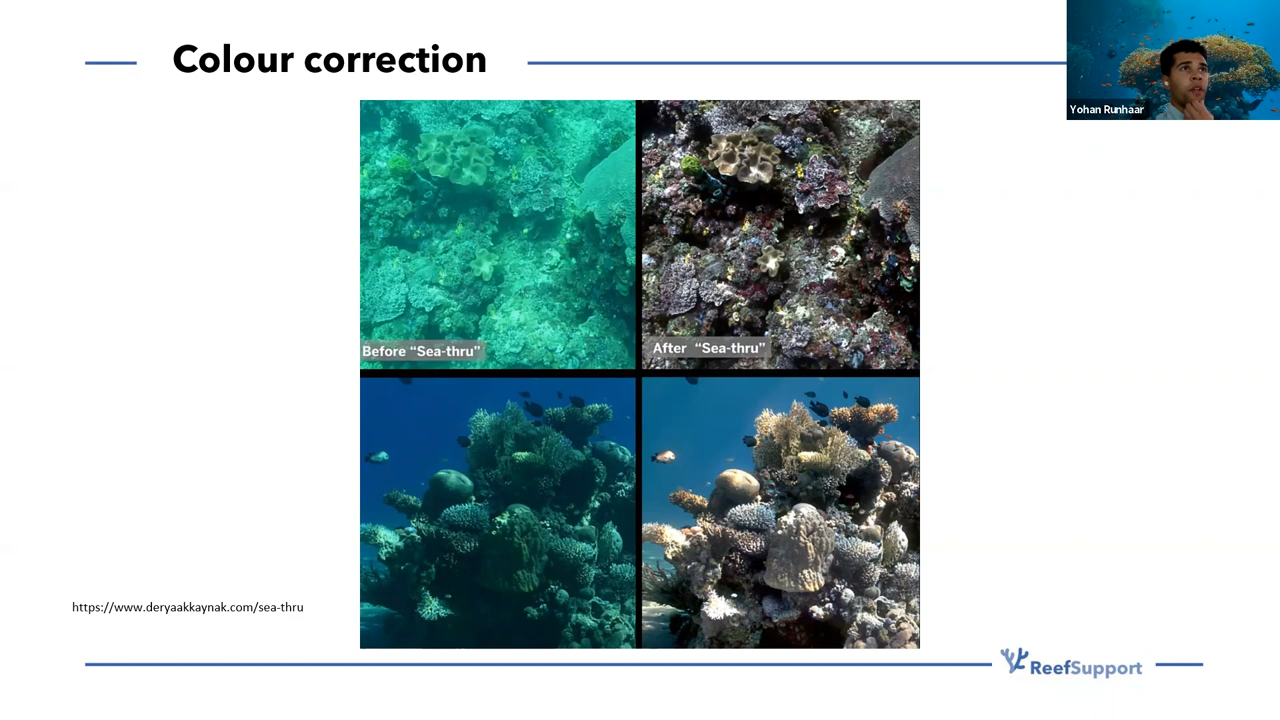 Colour correction
Yohan Runhaar
Before “Sea-thru”
After “Sea-thru”
https://www.deryaakkaynak.com/sea-thru
ReefSupport